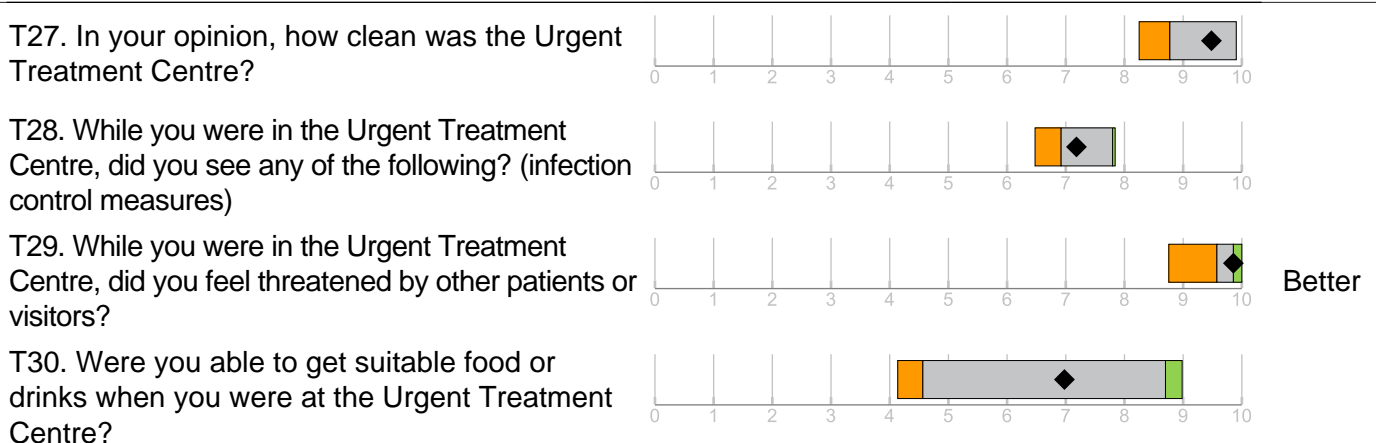 T27. In your opinion, how clean was the Urgent
Treatment Centre?
0 1 2 3 4 5 6 7 8 9 10
T28. While you were in the Urgent Treatment
Centre, did you see any of the following? (infection
control measures)
0 1 2 3 4 5 6 7 8 9 10
T29. While you were in the Urgent Treatment
Centre, did you feel threatened by other patients or
visitors?
0 1 2 3 4 5 6 7 8 9 10
Better
T30. Were you able to get suitable food or
drinks when you were at the Urgent Treatment
Centre?
0 1 2 3 4 5 6 7 8 9 10